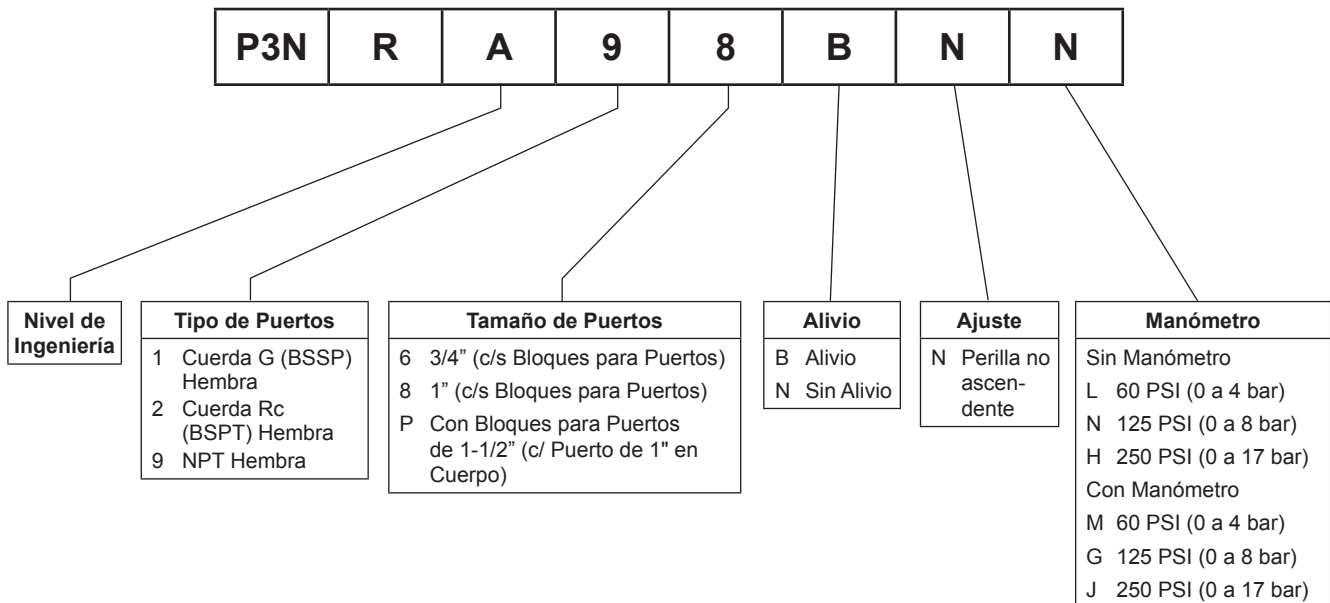 P3N R A 9 8 B N N
Nivel de
Ingeniería
Tipo de Puertos
1 Cuerda G (BSSP)
Hembra
2 Cuerda Rc
(BSPT) Hembra
9 NPT Hembra
Tamaño de Puertos
6 3/4” (c/s Bloques para Puertos)
8 1” (c/s Bloques para Puertos)
P Con Bloques para Puertos
de 1-1/2” (c/ Puerto de 1" en
Cuerpo)
Alivio
B Alivio
N Sin Alivio
Ajuste
N Perilla no
ascen-
dente
Manómetro
Sin Manómetro
L 60 PSI (0 a 4 bar)
N 125 PSI (0 a 8 bar)
H 250 PSI (0 a 17 bar)
Con Manómetro
M 60 PSI (0 a 4 bar)
G 125 PSI (0 a 8 bar)
J 250 PSI (0 a 17 bar)